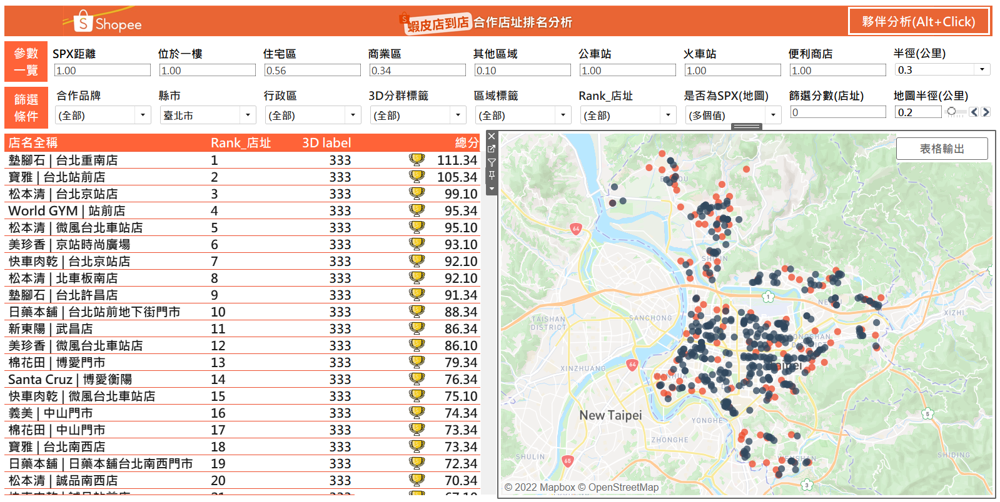 Shopee
蝦皮店到店 合作店址排名分析
夥伴分析(Alt+Click)
參數一覽
SPX距離 位於一樓 住宅區 商業區 其他區域 公車站 火車站 便利商店 半徑(公里)
1.00 1.00 0.56 0.34 0.10 1.00 1.00 1.00 0.3
篩選條件
合作品牌 縣市 行政區 3D分群標籤 區域標籤 Rank_店址 是否為SPX(地圖) 篩選分數(店址) 地圖半徑(公里)
(全部) 臺北市 (全部) (全部) (全部) (全部) (多個值) 0 0.2
店名全稱 Rank_店址 3D label 總分
墊腳石 | 台北重南店 1 333 111.34
寶雅 | 台北站前店 2 333 105.34
松本清 | 台北京站店 3 333 99.10
World GYM | 站前店 4 333 95.34
松本清 | 微風台北車站店 5 333 95.10
美珍香 | 京站時尚廣場 6 333 93.10
快車肉乾 | 台北京站店 7 333 92.10
松本清 | 北車板南店 8 333 92.10
墊腳石 | 台北許昌店 9 333 91.34
日藥本舖 | 台北站前地下街門市 10 333 88.34
新東陽 | 武昌店 11 333 86.34
美珍香 | 微風台北車站店 12 333 86.10
棉花田 | 博愛門市 13 333 79.34
Santa Cruz | 博愛衡陽 14 333 76.34
快車肉乾 | 微風台北車站店 15 333 75.10
義美 | 中山門市 16 333 74.34
棉花田 | 中山門市 17 333 73.34
寶雅 | 台北南西店 18 333 73.34
日藥本舖 | 日藥本舖台北南西門市 19 333 72.34
松本清 | 誠品南西店 20 333 70.34
表格輸出
64
SHILIN
1
XIZHI
TAISHAN DISTRICT
SANCHONG
64
XINZHUANG
Taipei
New Taipei
YONGHE
5
ZHONGHE
SHULIN
65
WENSHAN
SHIDING
3
© 2022 Mapbox © OpenStreetMap